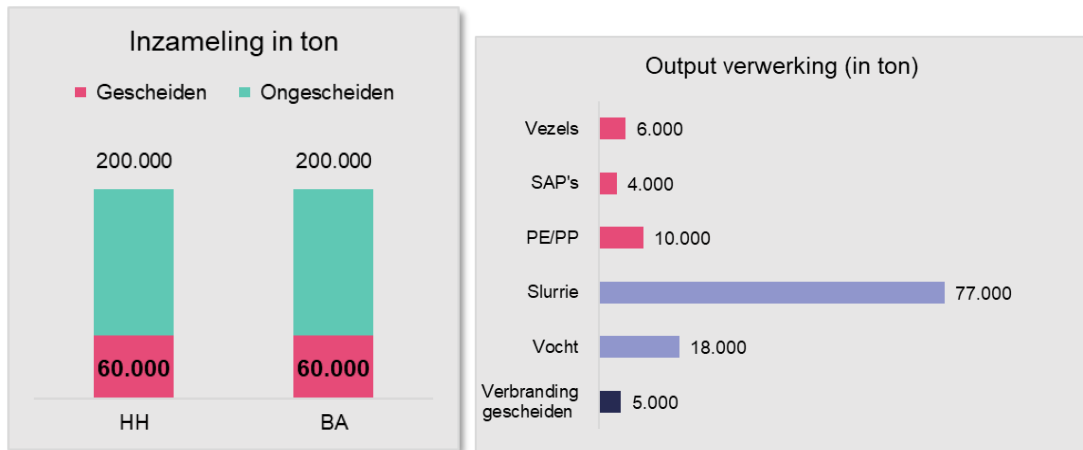 Inzameling in ton
Gescheiden Ongescheiden
200.000 200.000
60.000 60.000
HH BA
Output verwerking (in ton)
Vezels 6.000
SAP's 4.000
PE/PP 10.000
Slurrie 77.000
Vocht 18.000
Verbranding
gescheiden 5.000